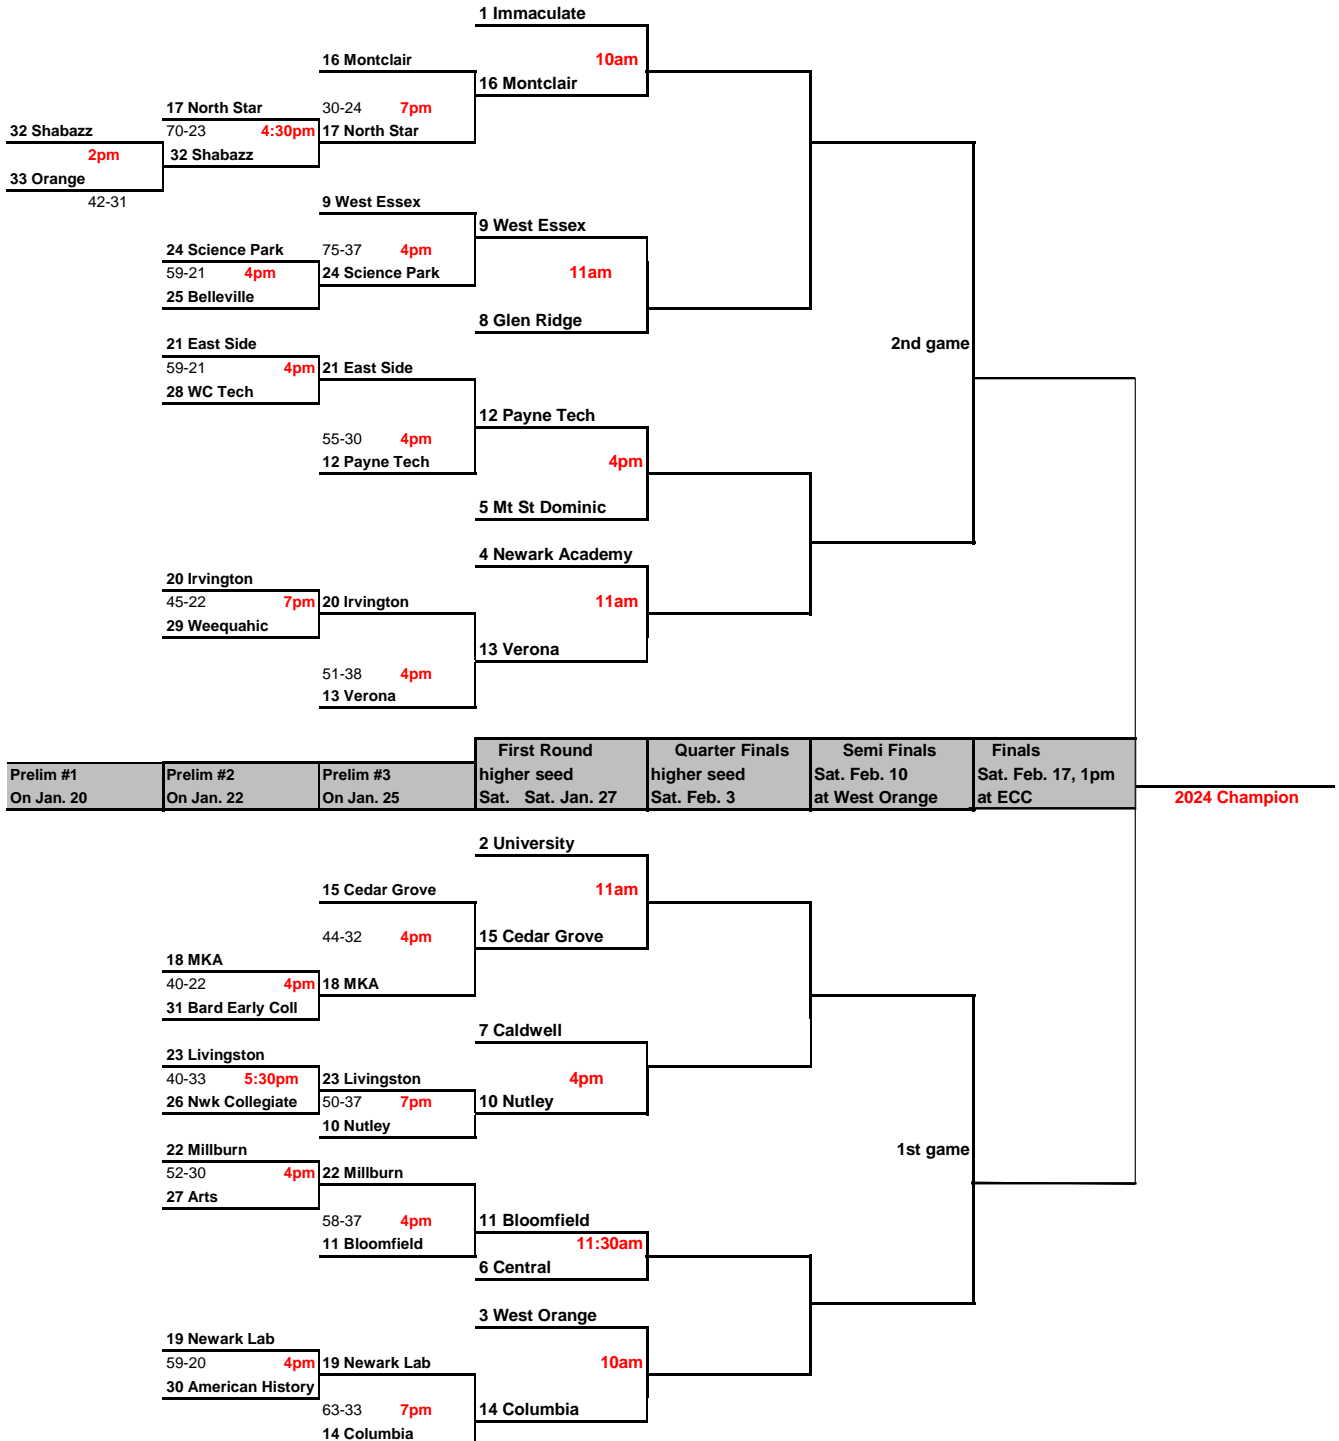 1 Immaculate
16 Montclair 10am
16 Montclair
17 North Star 30-24 7pm
32 Shabazz 70-23 4:30pm 17 North Star
2pm 32 Shabazz
33 Orange
42-31 9 West Essex
9 West Essex
24 Science Park 75-37 4pm
59-21 4pm 24 Science Park 11am
25 Belleville
8 Glen Ridge
21 East Side 2nd game
59-21 4pm 21 East Side
28 WC Tech
12 Payne Tech
55-30 4pm
12 Payne Tech 4pm
5 Mt St Dominic
4 Newark Academy
20 Irvington
45-22 7pm 20 Irvington 11am
29 Weequahic
13 Verona
51-38 4pm
13 Verona
First Round Quarter Finals Semi Finals Finals
Prelim #1 Prelim #2 Prelim #3 higher seed higher seed Sat. Feb. 10 Sat. Feb. 17, 1pm
On Jan. 20 On Jan. 22 On Jan. 25 Sat. Sat. Jan. 27 Sat. Feb. 3 at West Orange at ECC 2024 Champion
2 University
15 Cedar Grove 11am
44-32 4pm 15 Cedar Grove
18 MKA
40-22 4pm 18 MKA
31 Bard Early Coll
7 Caldwell
23 Livingston
40-33 5:30pm 23 Livingston 4pm
26 Nwk Collegiate 50-37 7pm 10 Nutley
10 Nutley
22 Millburn 1st game
52-30 4pm 22 Millburn
27 Arts
58-37 4pm 11 Bloomfield
11 Bloomfield 11:30am
6 Central
3 West Orange
19 Newark Lab
59-20 4pm 19 Newark Lab 10am
30 American History
63-33 7pm 14 Columbia
14 Columbia